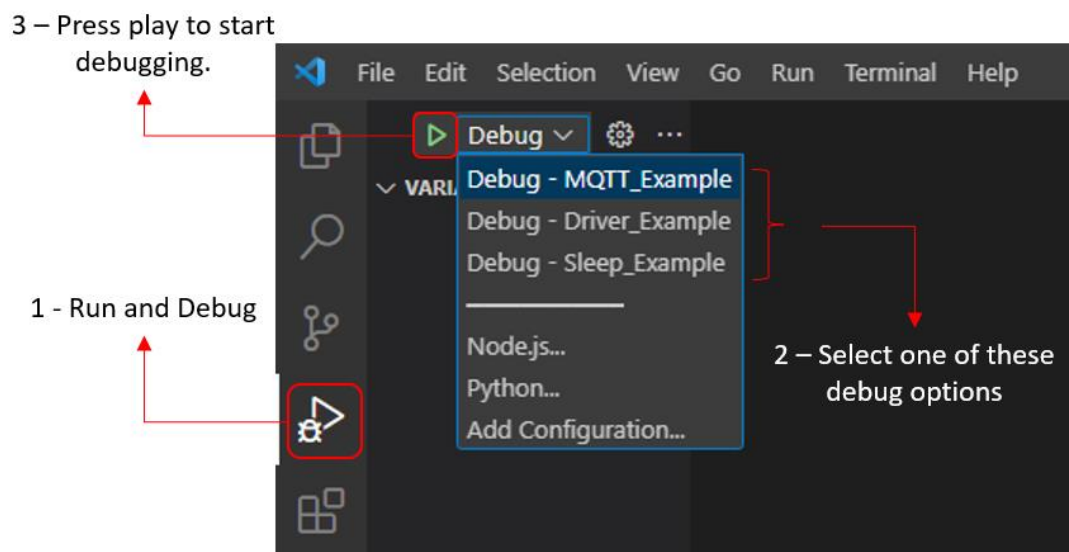 3 – Press play to start
debugging.
File Edit Selection View Go Run Terminal Help
Debug
VARI
Debug - MQTT_Example
Debug - Driver_Example
Debug - Sleep_Example
Node.js...
Python...
Add Configuration...
1 - Run and Debug
2 – Select one of these
debug options